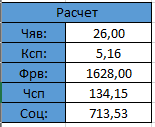 Расчет
Чяв: 26,00
Ксп: 5,16
Фрв: 1628,00
Чсп 134,15
Соц: 713,53